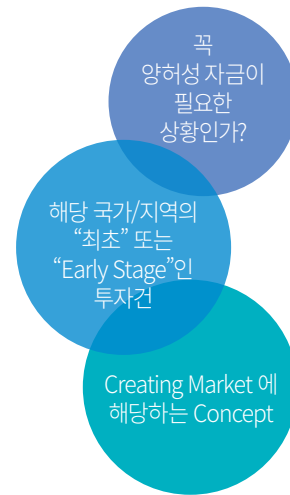 꼭
양허성 자금이
필요한
상황인가?
해당 국가/지역의
“최초” 또는
“Early Stage”인
투자건
Creating Market 에
해당하는 Concept